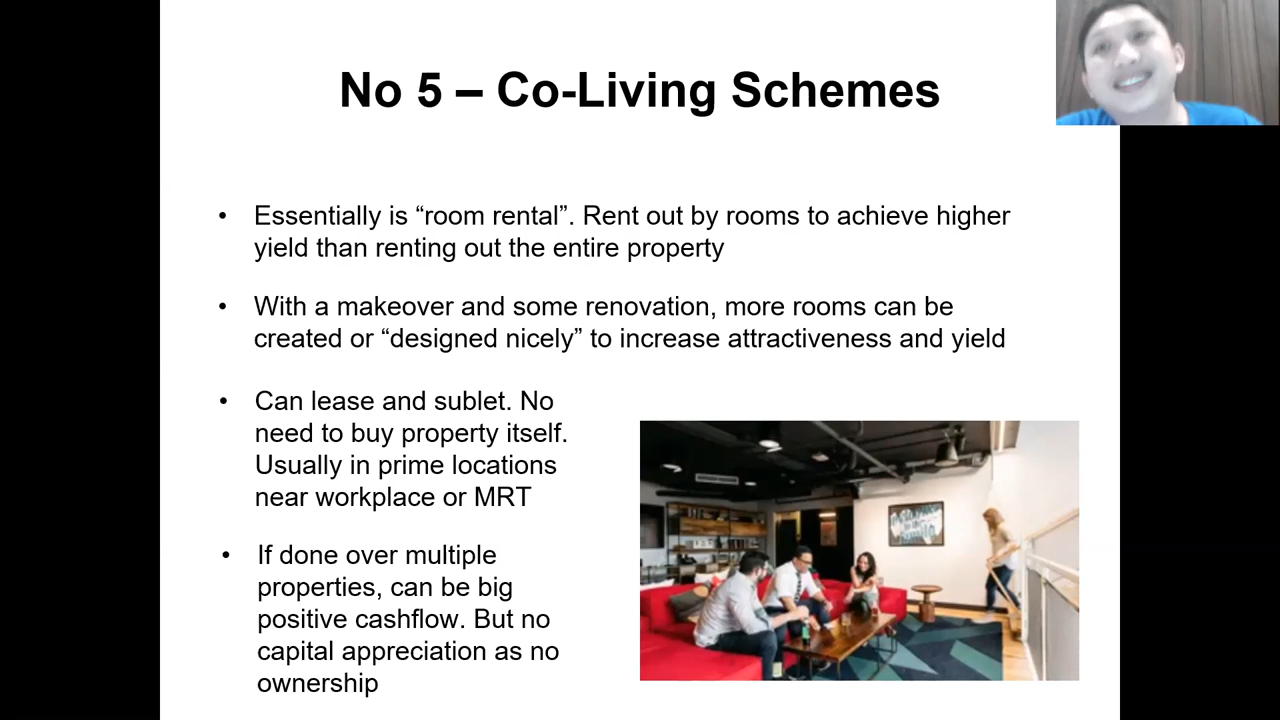 No 5 – Co-Living Schemes
• Essentially is “room rental”. Rent out by rooms to achieve higher
yield than renting out the entire property
• With a makeover and some renovation, more rooms can be
created or “designed nicely” to increase attractiveness and yield
• Can lease and sublet. No
need to buy property itself.
Usually in prime locations
near workplace or MRT
• If done over multiple
properties, can be big
positive cashflow. But no
capital appreciation as no
ownership